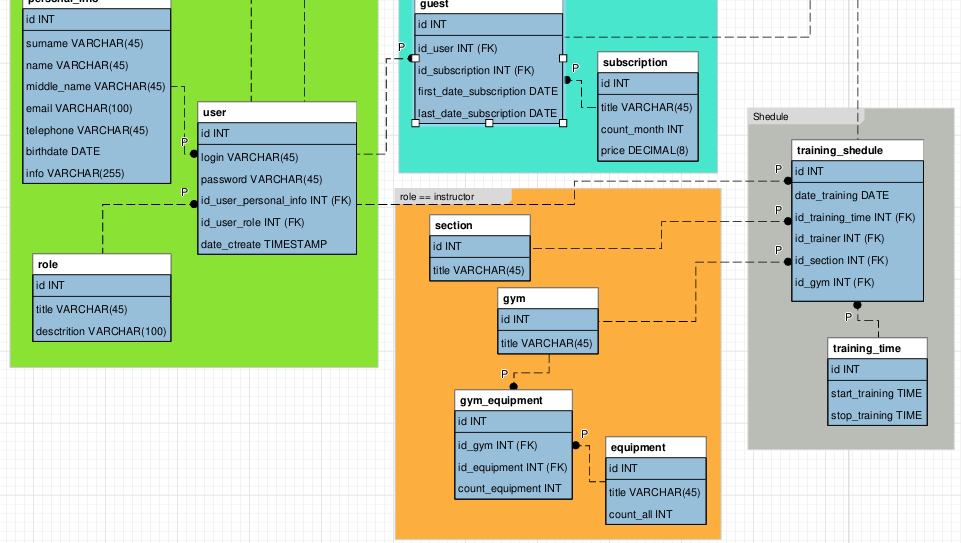 personal_info
id INT
surname VARCHAR(45)
name VARCHAR(45)
middle_name VARCHAR(45)
email VARCHAR(100)
telephone VARCHAR(45)
birthdate DATE
info VARCHAR(255)
P
user
id INT
login VARCHAR(45)
password VARCHAR(45)
id_user_personal_info INT (FK)
id_user_role INT (FK)
date_ctreate TIMESTAMP
P
role
id INT
title VARCHAR(45)
desctrition VARCHAR(100)
guest
id INT
id_user INT (FK)
id_subscription INT (FK)
first_date_subscription DATE
last_date_subscription DATE
P
P
subscription
id INT
title VARCHAR(45)
count_month INT
price DECIMAL(8)
role == instructor
section
id INT
title VARCHAR(45)
gym
id INT
title VARCHAR(45)
P
gym_equipment
id INT
id_gym INT (FK)
id_equipment INT (FK)
count_equipment INT
P
equipment
id INT
title VARCHAR(45)
count_all INT
Shedule
training_shedule
id INT
date_training DATE
id_training_time INT (FK)
id_trainer INT (FK)
id_section INT (FK)
id_gym INT (FK)
P
P
P
P
training_time
id INT
start_training TIME
stop_training TIME